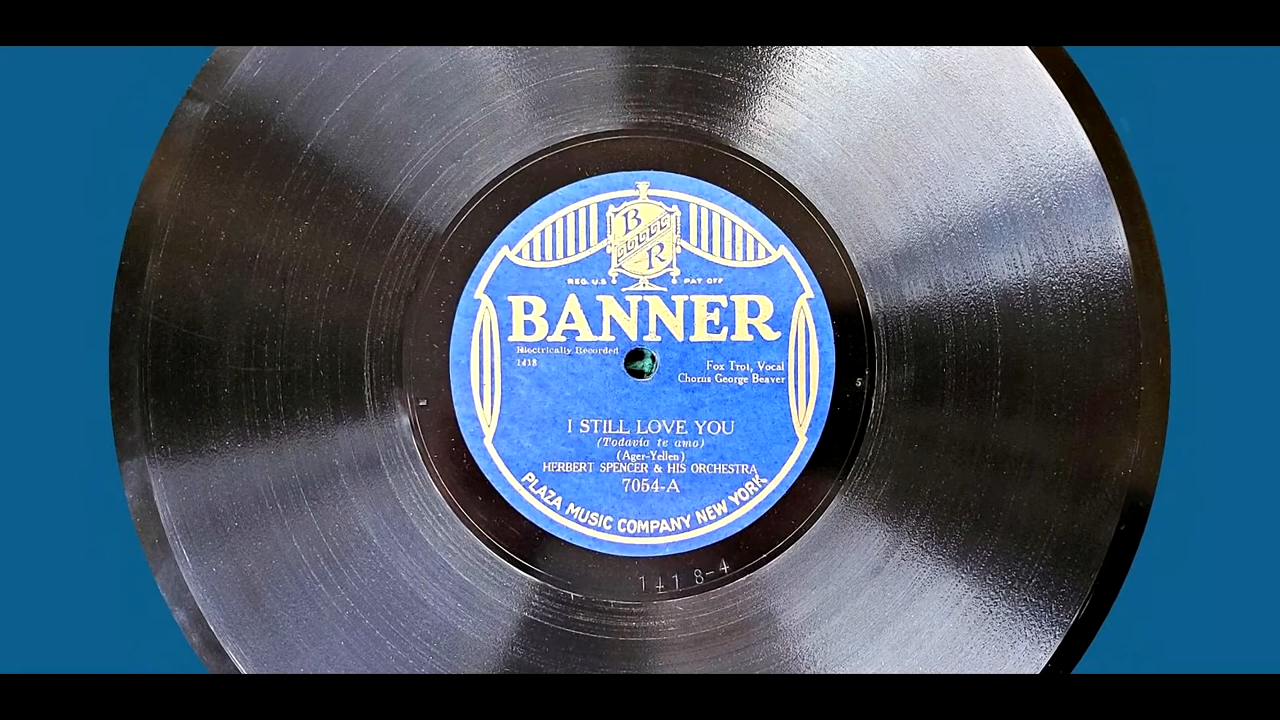 B
R
REG. U.S PAT OFF
BANNER
Electrically Recorded
1418
Fox Trot, Vocal
Chorus George Beaver
5
I STILL LOVE YOU
(Todavia te amo)
(Ager-Yellen)
HERBERT SPENCER & HIS ORCHESTRA
7054-A
PLAZA MUSIC COMPANY NEW YORK
1418-4